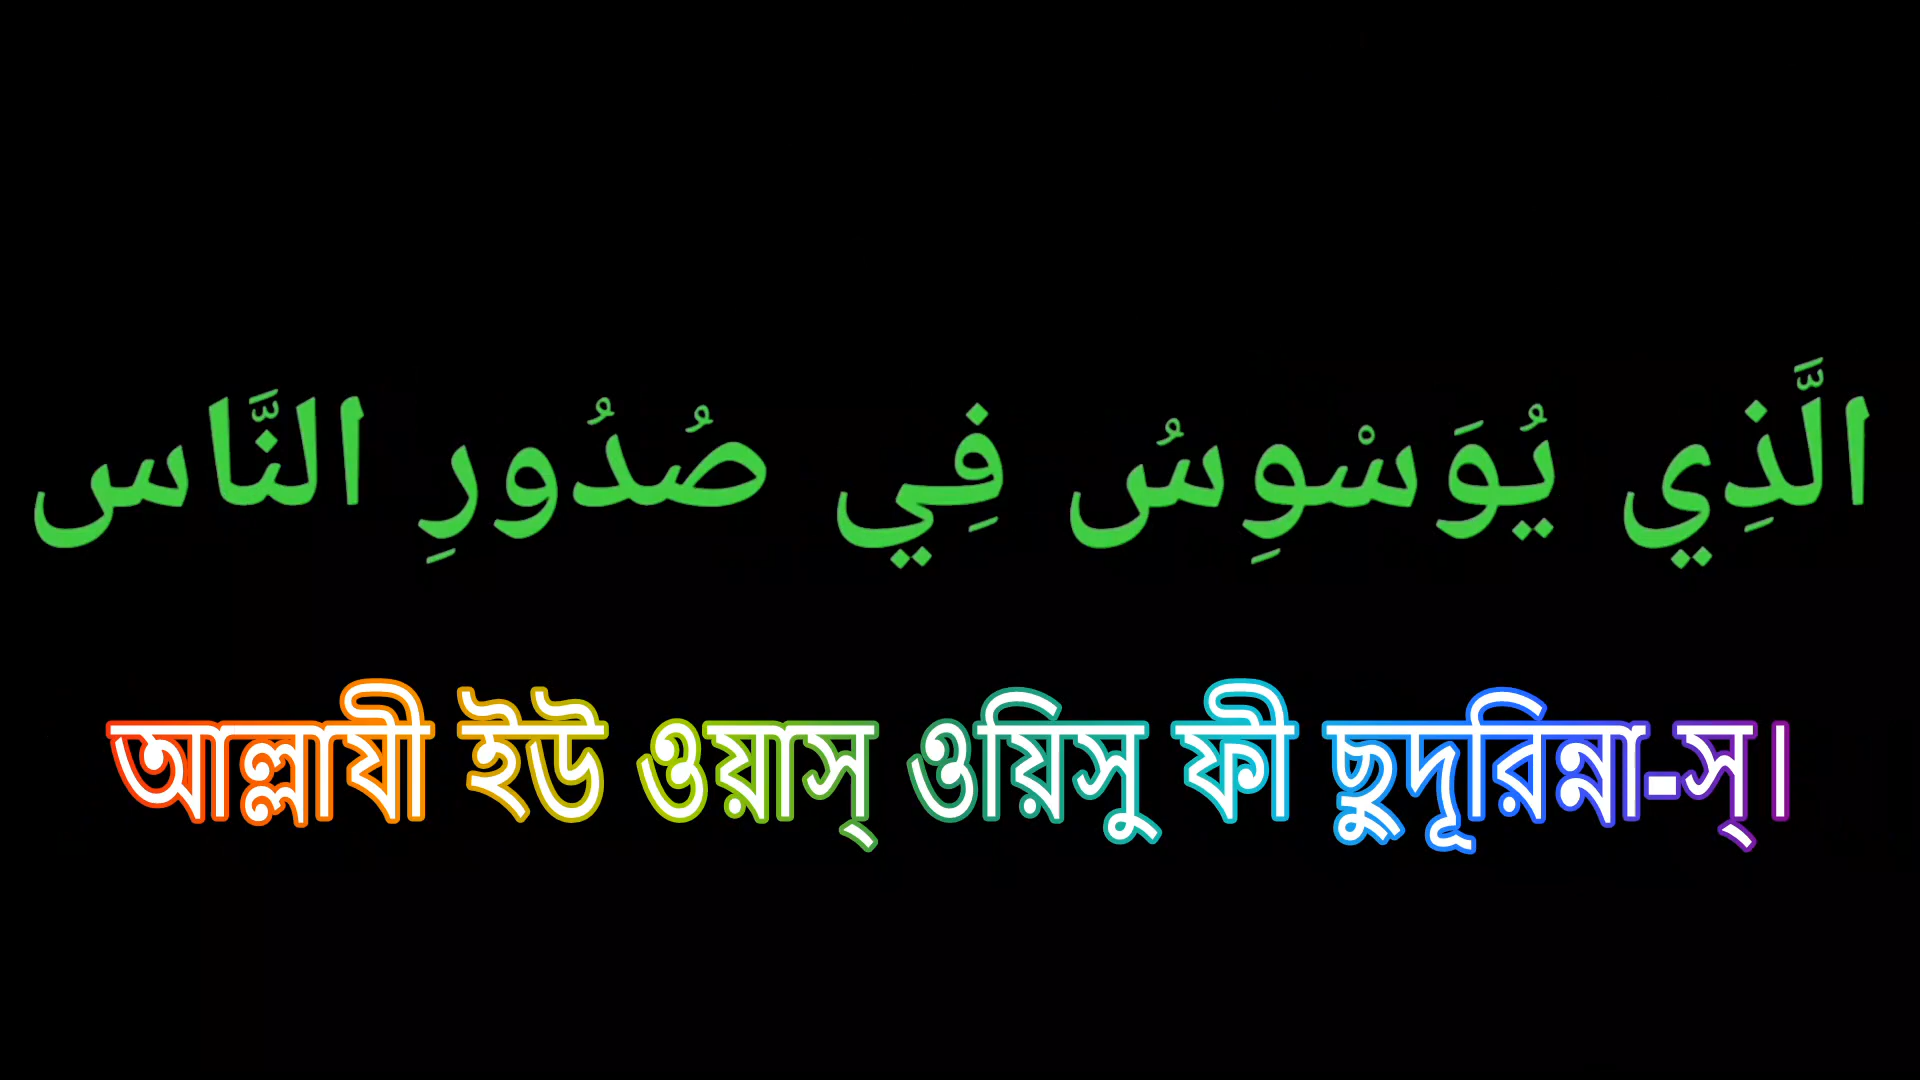 الَّذِي يُوَسْوِسُ فِي صُدُورِ النَّاس
আল্লাযী ইউ ওয়াস্ ওয়িসু ফী ছুদূরিন্না-স্।